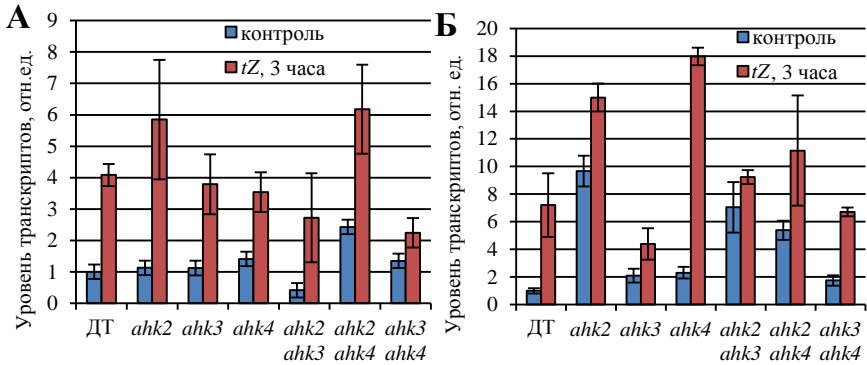 А
Уровень транскриптов, отн.ед.
9
8
7
6
5
4
3
2
1
0
контроль
tZ, 3 часа
ДТ
ahk2
ahk3
ahk4
ahk2 ahk3
ahk2 ahk4
ahk3 ahk4
Б
Уровень транскриптов, отн. ед.
20
18
16
14
12
10
8
6
4
2
0
контроль
tZ, 3 часа
ДТ
ahk2
ahk3
ahk4
ahk2 ahk3
ahk2 ahk4
ahk3 ahk4